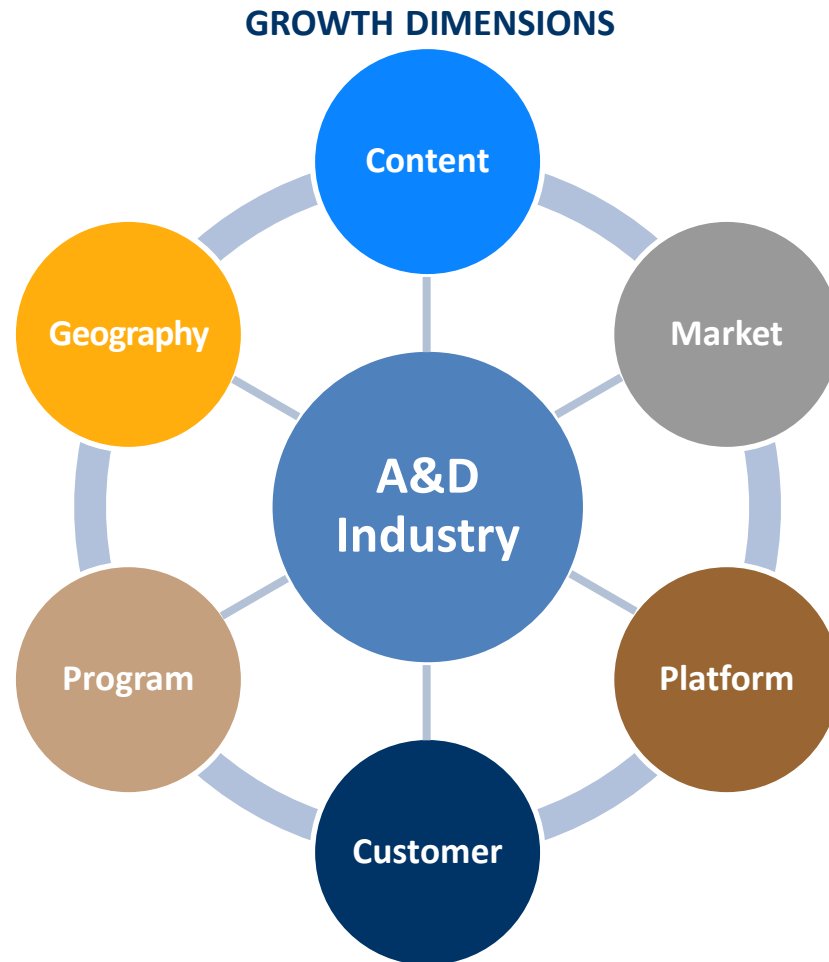 GROWTH DIMENSIONS
Content
Geography
Market
A&D
Industry
Program
Platform
Customer